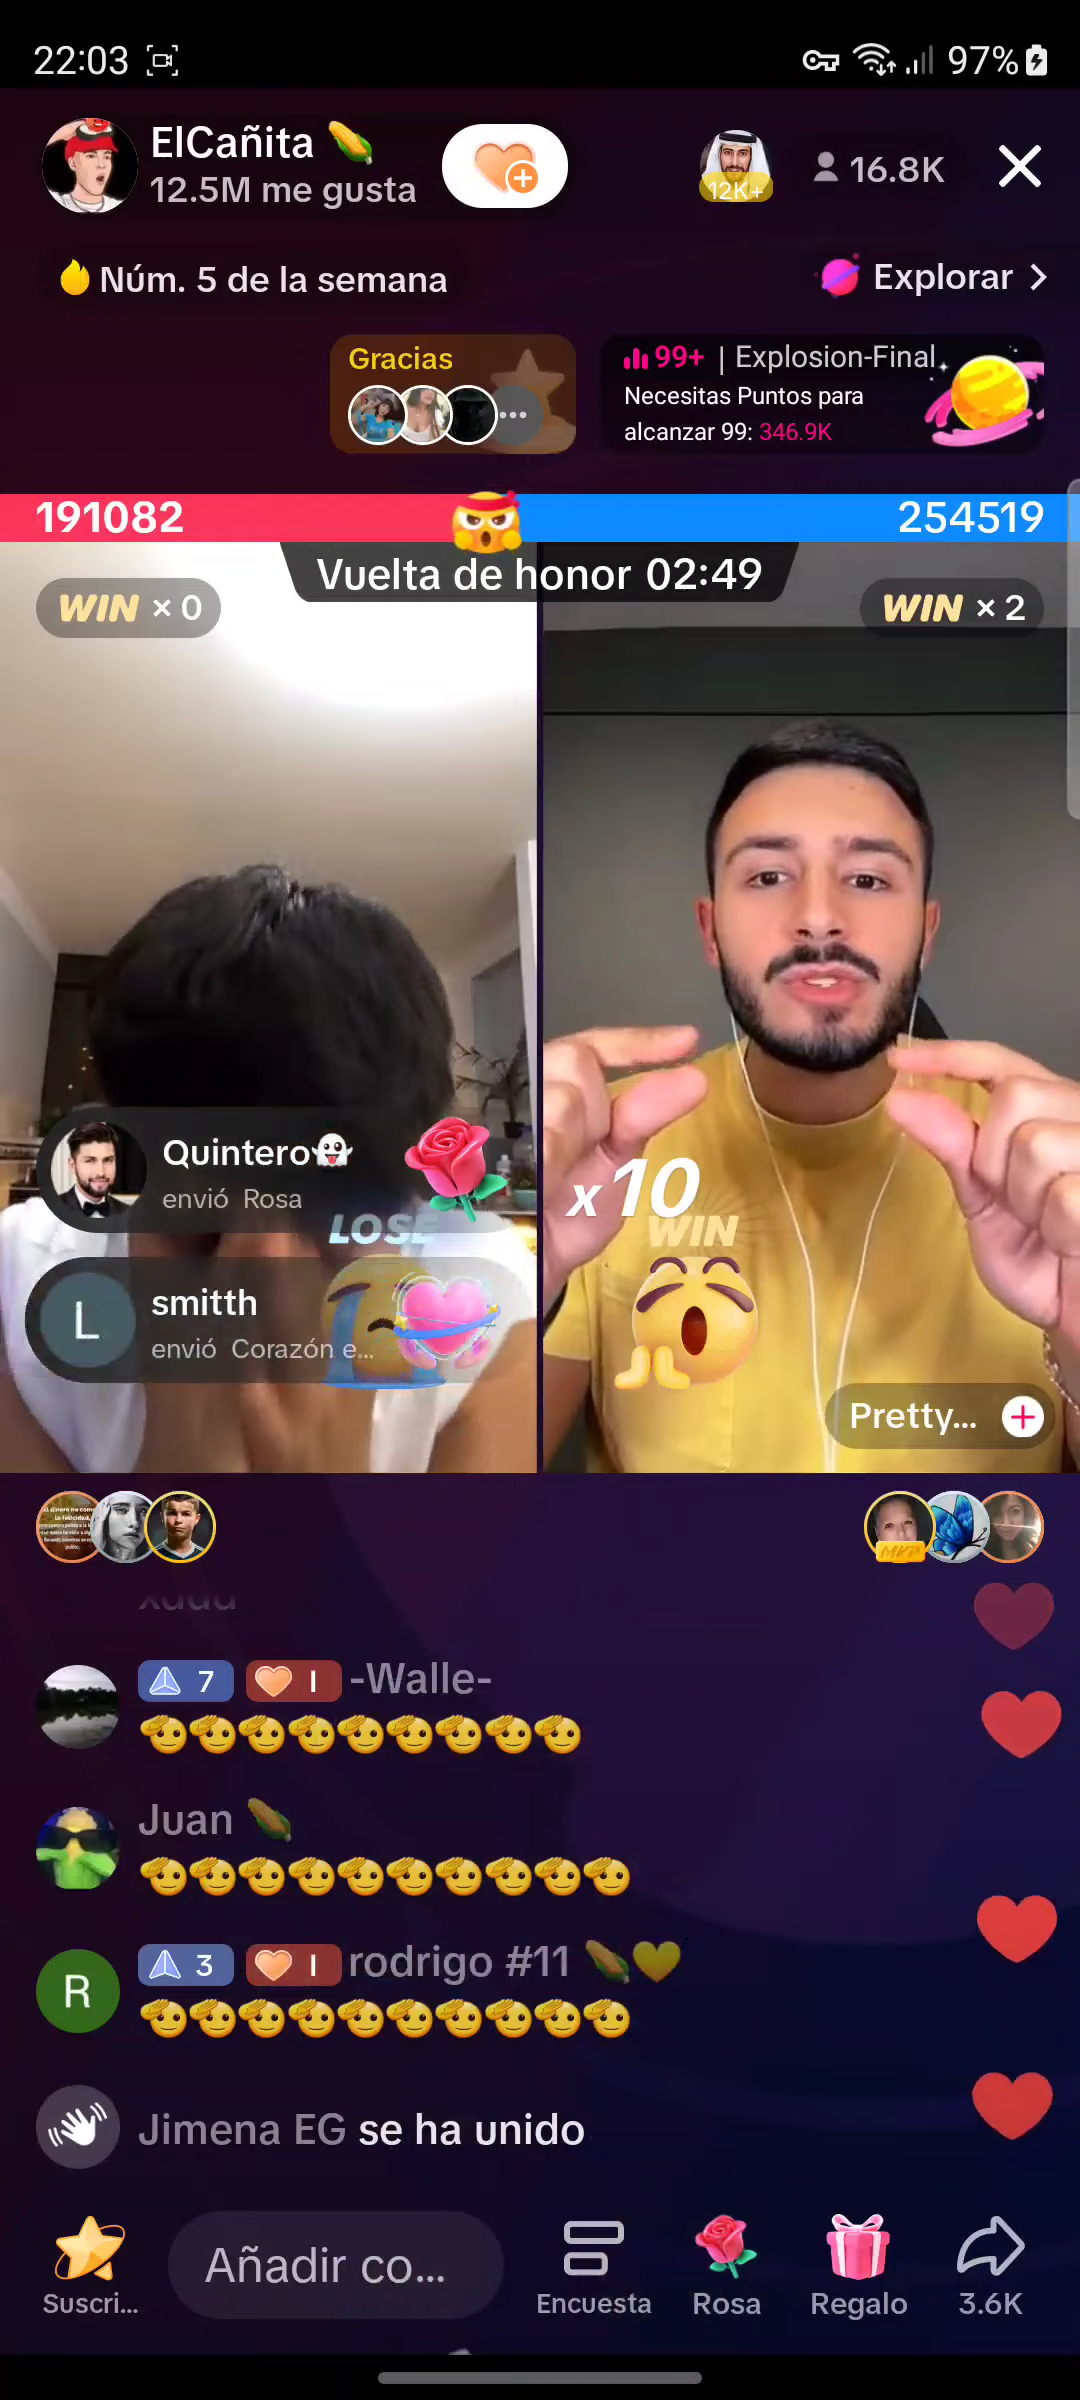 22:03
97%
ElCañita
12.5M me gusta
12K+
16.8K
Núm. 5 de la semana
Explorar
Gracias
99+ | Explosion-Final
Necesitas Puntos para
alcanzar 99: 346.9K
191082
254519
Vuelta de honor 02:49
WIN × 0
WIN × 2
Quintero
envió Rosa
LOSE
x10
WIN
L
smitth
envió Corazón e...
Pretty...
MVP
7
I
-Walle-
Juan
R
3
I
rodrigo #11
Jimena EG se ha unido
Suscri...
Añadir co...
Encuesta
Rosa
Regalo
3.6K